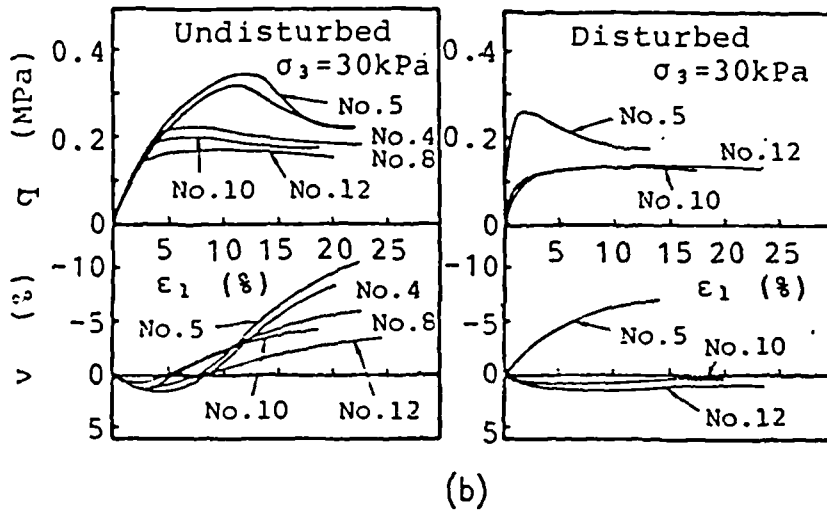 Undisturbed
σ₃=30kPa
No.5
No.4
No.8
No.10
No.12
q (MPa)
0.4
0.2
0
5 10 15 20 25
ε₁ (%)
v (%)
-10
-5
0
5
No.5
No.4
No.8
No.10
No.12
Disturbed
σ₃=30kPa
No.5
No.12
No.10
0.4
0.2
0
5 10 15 20 25
ε₁ (%)
-10
-5
0
5
No.5
No.10
No.12
(b)